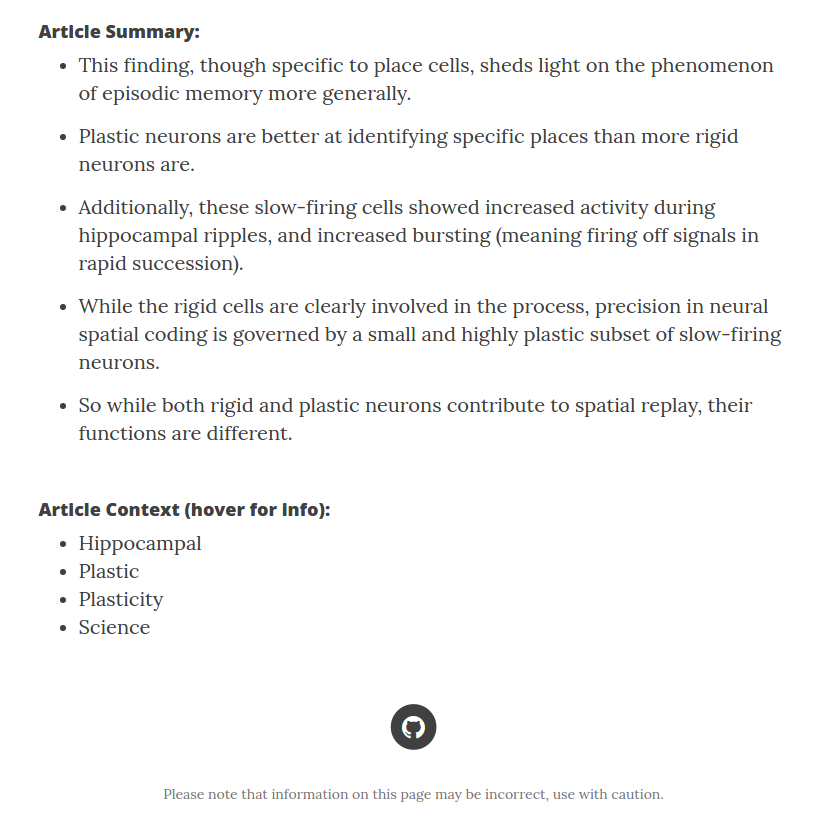 Article Summary:
• This finding, though specific to place cells, sheds light on the phenomenon
of episodic memory more generally.
• Plastic neurons are better at identifying specific places than more rigid
neurons are.
• Additionally, these slow-firing cells showed increased activity during
hippocampal ripples, and increased bursting (meaning firing off signals in
rapid succession).
• While the rigid cells are clearly involved in the process, precision in neural
spatial coding is governed by a small and highly plastic subset of slow-firing
neurons.
• So while both rigid and plastic neurons contribute to spatial replay, their
functions are different.
Article Context (hover for info):
• Hippocampal
• Plastic
• Plasticity
• Science
Please note that information on this page may be incorrect, use with caution.